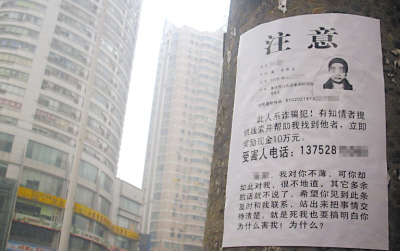 注意
此人系诈骗犯！有知情者提
供线索并帮助我找到他者，立即
奖励现金10万元。
受害人电话：137528
我对你不薄，可你却
如此对我，很不地道，其它多余
的话就不说了，希望你见到此条
及时和我联系，站出来把事情交
待清楚，就是死我也要搞明白你
为什么害我！为什么？